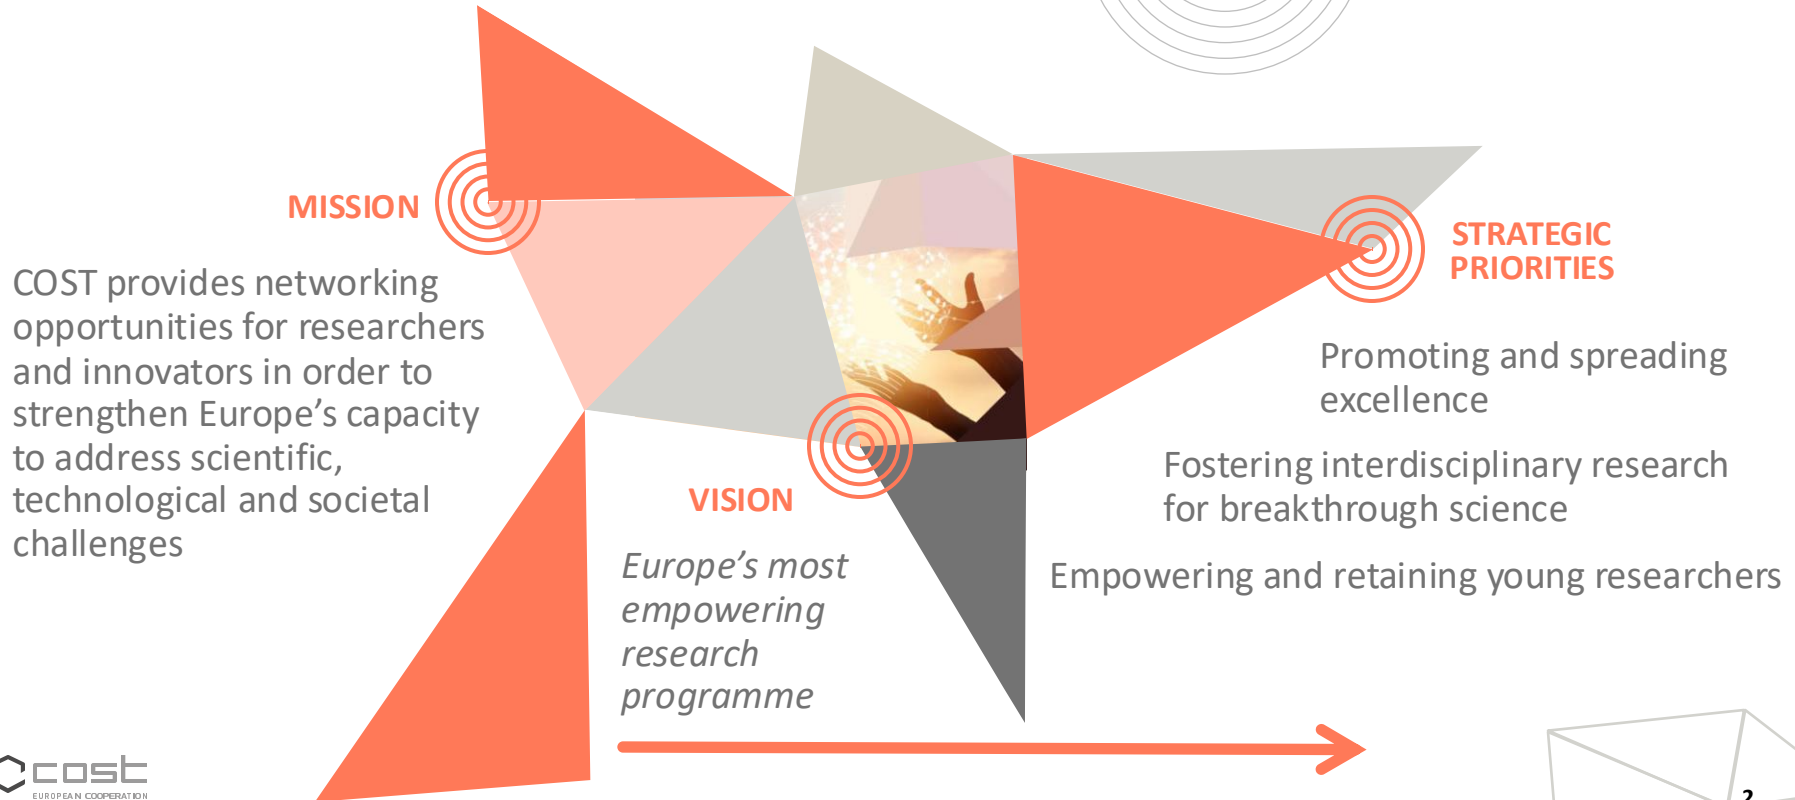 MISSION
COST provides networking
opportunities for researchers
and innovators in order to
strengthen Europe’s capacity
to address scientific,
technological and societal
challenges
VISION
Europe’s most
empowering
research
programme
STRATEGIC
PRIORITIES
Promoting and spreading
excellence
Fostering interdisciplinary research
for breakthrough science
Empowering and retaining young researchers
cost
EUROPEAN COOPERATION
2